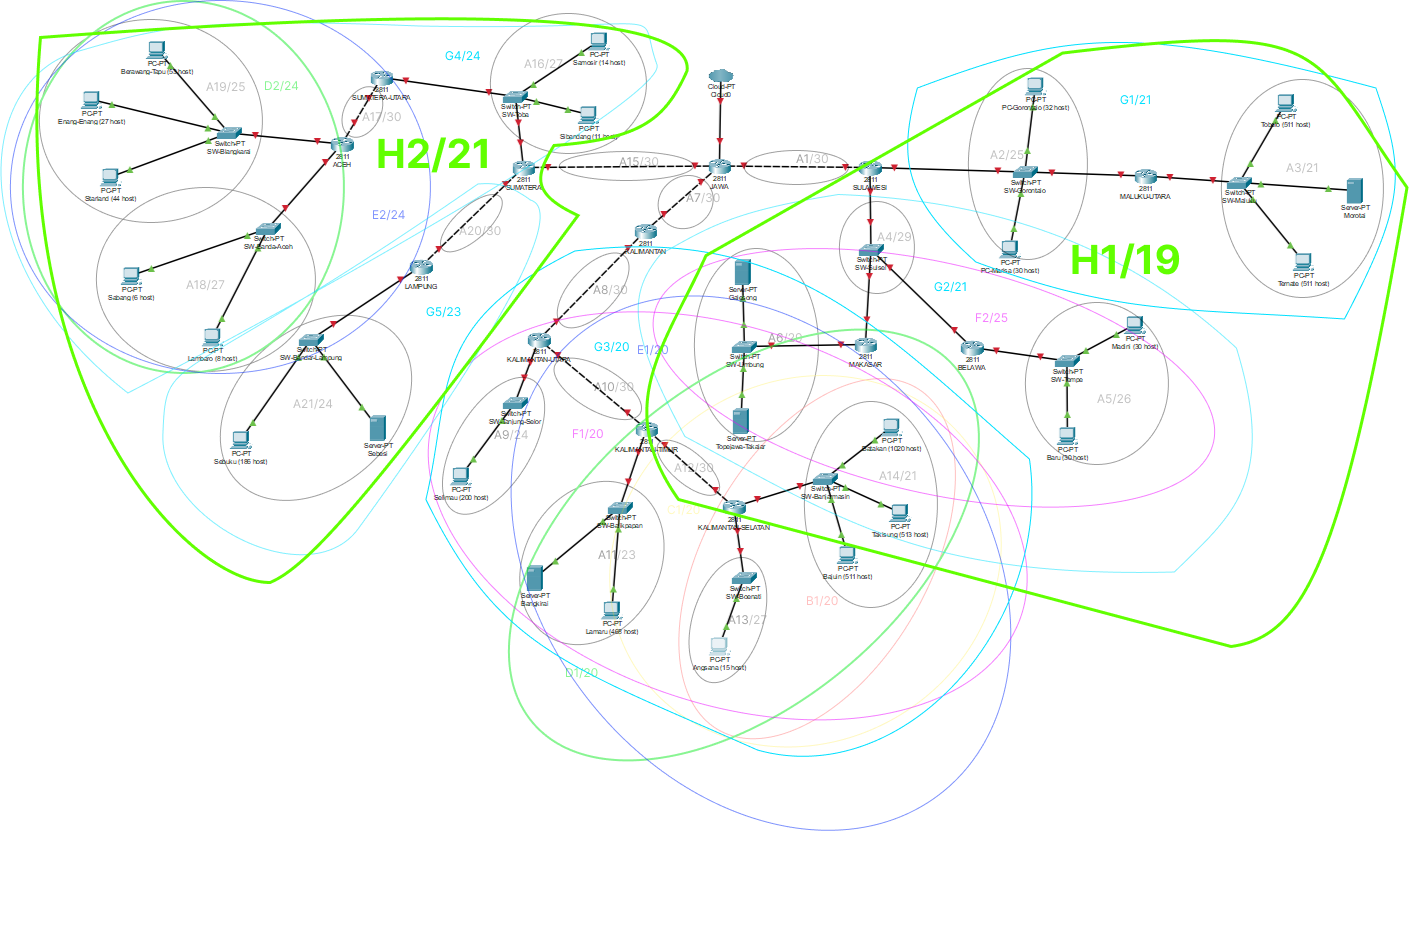 G4/24
A16/27
PC-PT
Samosir (14 host)
PC-PT
Berawang-Tapu (55 host)
A19/25
D2/24
2811
SUMATERA-UTARA
Switch-PT
SW-Toba
Cloud-PT
Cloud0
PC-PT
PC-Gorontalo (32 host)
G1/21
PC-PT
Tobelo (511 host)
PC-PT
Enang-Enang (27 host)
A17/30
PC-PT
Sibandang (11 host)
Switch-PT
SW-Blangkarai
2811
ACEH
H2/21
A15/30
A1/30
A2/25
A3/21
PC-PT
Starland (44 host)
2811
SUMATERA
2811
JAWA
2811
SULAWESI
Switch-PT
SW-Gorontalo
2811
MALUKU-UTARA
Switch-PT
Server-PT
Morotai
A7/30
E2/24
A20/30
Switch-PT
SW-Banda-Aceh
2811
KALIMANTAN
A4/29
Switch-PT
SW-Sulsel
PC-PT
PC-Marisa (30 host)
H1/19
PC-PT
Ternate (511 host)
PC-PT
Sabang (6 host)
A18/27
2811
LAMPUNG
A8/30
Server-PT
Galesong
G2/21
G5/23
F2/25
PC-PT
Lambaro (8 host)
Switch-PT
SW-Bandar-Lampung
2811
KALIMANTAN-UTARA
G3/20
E1/20
A6/29
Switch-PT
SW-Limbung
2811
MAKASAR
2811
BELAWA
PC-PT
Madini (30 host)
Switch-PT
SW-Tempe
A10/30
A21/24
Switch-PT
SW-Tanjung-Selor
A5/26
F1/20
A9/24
2811
KALIMANTAN-TIMUR
Server-PT
Topejawa-Takalar
PC-PT
Batakan (1020 host)
PC-PT
Baru (30 host)
PC-PT
Sebuku (186 host)
Server-PT
Sebesi
A12/30
A14/21
PC-PT
Selimau (200 host)
Switch-PT
SW-Banjarmasin
Switch-PT
SW-Balikpapan
2811
KALIMANTAN-SELATAN
PC-PT
Takisung (513 host)
A11/23
PC-PT
Bajuin (511 host)
Server-PT
Bangkirai
Switch-PT
SW-Boenati
B1/20
PC-PT
Lamaru (465 host)
A13/27
PC-PT
Angsana (15 host)
D1/20